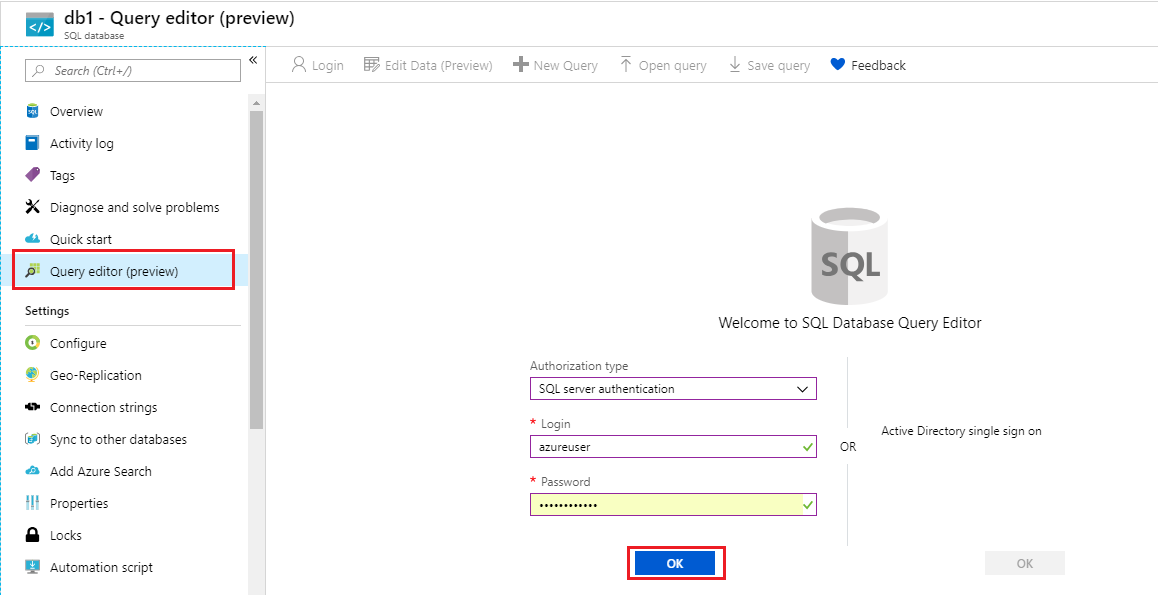 db1 - Query editor (preview)
SQL database
Search (Ctrl+/)
«
Overview
Activity log
Tags
Diagnose and solve problems
Quick start
Query editor (preview)
Settings
Configure
Geo-Replication
Connection strings
Sync to other databases
Add Azure Search
Properties
Locks
Automation script
Login Edit Data (Preview) New Query Open query Save query Feedback
SQL
Welcome to SQL Database Query Editor
Authorization type
SQL server authentication
* Login
azureuser
* Password
••••••••••••
OK
OR
Active Directory single sign on
OK